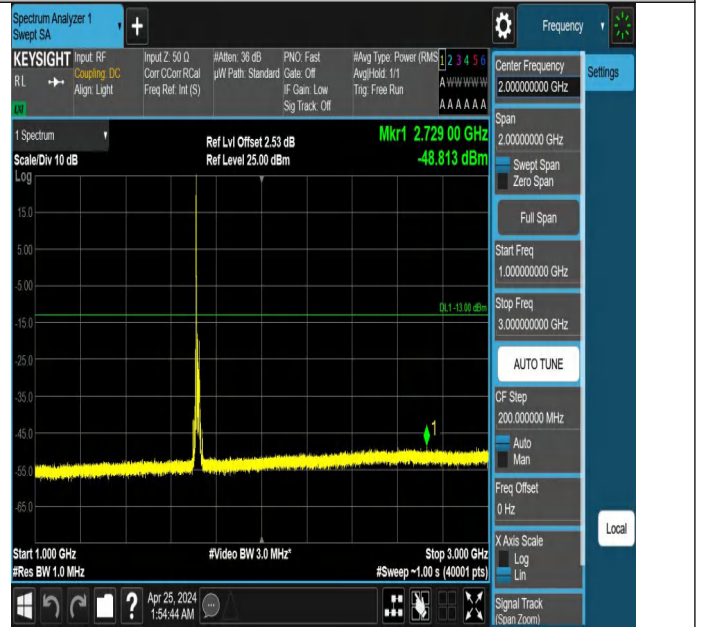 Spectrum Analyzer 1
Swept SA
+
Frequency
KEYSIGHT
RL
LXI
Input: RF
Coupling: DC
Align: Light
Input Z: 50 Ω
Corr CCorr RCal
Freq Ref: Int (S)
#Atten: 36 dB
µW Path: Standard
PNO: Fast
Gate: Off
IF Gain: Low
Sig Track: Off
#Avg Type: Power (RMS
Avg|Hold: 1/1
Trig: Free Run
1 2 3 4 5 6
A W W W W W
A A A A A A
1 Spectrum
Scale/Div 10 dB
Log
Ref Lvl Offset 2.53 dB
Ref Level 25.00 dBm
Mkr1 2.729 00 GHz
-48.813 dBm
15.0
5.00
-5.00
DL1 -13.00 dBm
-15.0
-25.0
-35.0
-45.0
1
-55.0
-65.0
Start 1.000 GHz
#Res BW 1.0 MHz
#Video BW 3.0 MHz*
Stop 3.000 GHz
#Sweep ~1.00 s (40001 pts)
Center Frequency
2.000000000 GHz
Settings
Span
2.00000000 GHz
Swept Span
Zero Span
Full Span
Start Freq
1.000000000 GHz
Stop Freq
3.000000000 GHz
AUTO TUNE
CF Step
200.000000 MHz
Auto
Man
Freq Offset
0 Hz
X Axis Scale
Log
Lin
Local
Signal Track
(Span Zoom)
?
Apr 25, 2024
1:54:44 AM